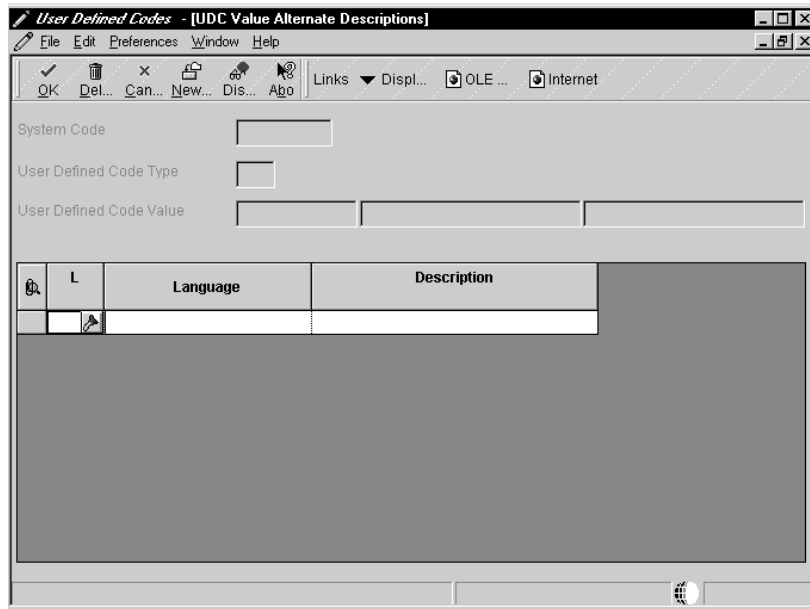 User Defined Codes - [UDC Value Alternate Descriptions]
File Edit Preferences Window Help
OK Del... Can... New... Dis... Abo Links Displ... OLE ... Internet
System Code
User Defined Code Type
User Defined Code Value
L Language Description